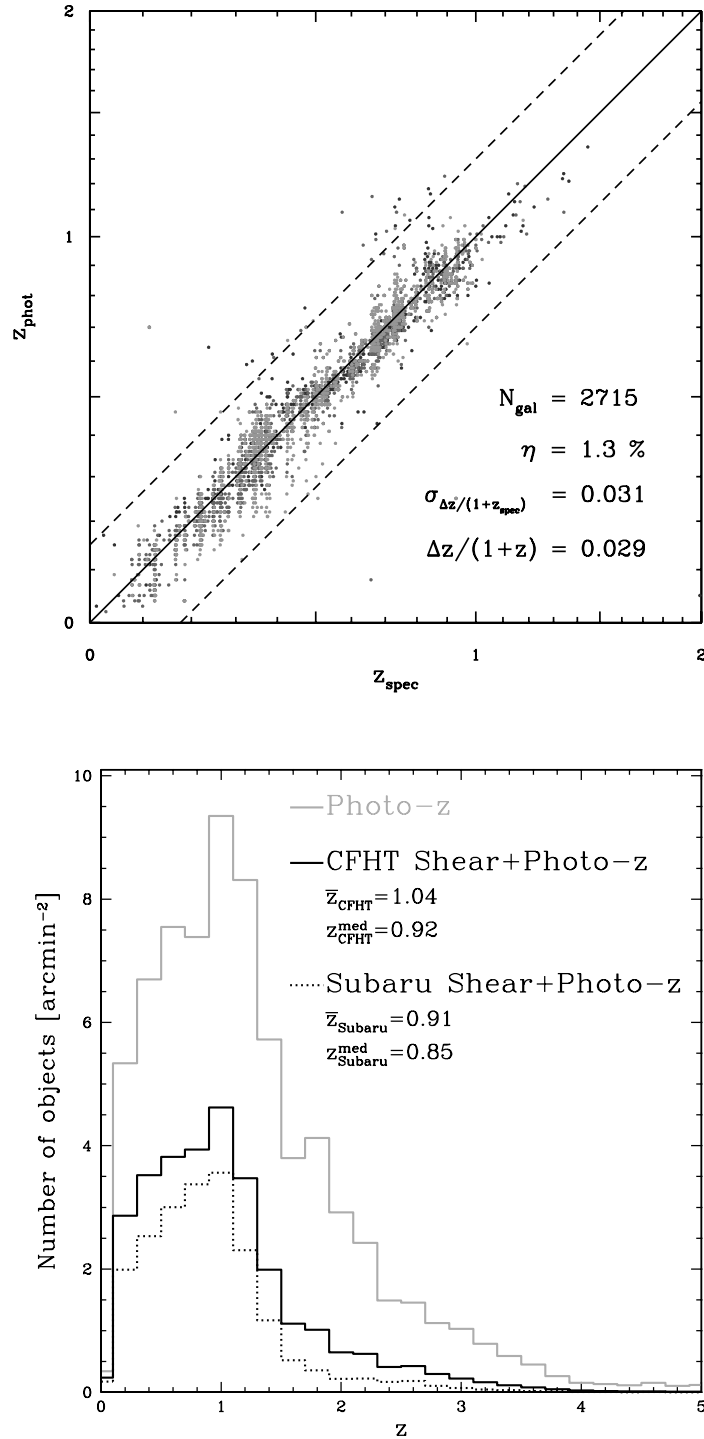 2
1
0
z_phot
N_gal = 2715
η = 1.3 %
σ_Δz/(1+z_spec) = 0.031
Δz/(1+z) = 0.029
0 1 2
z_spec
10
8
6
4
2
0
Number of objects [arcmin⁻²]
Photo-z
CFHT Shear+Photo-z
z̅_CFHT=1.04
z^med_CFHT=0.92
Subaru Shear+Photo-z
z̅_Subaru=0.91
z^med_Subaru=0.85
0 1 2 3 4 5
z